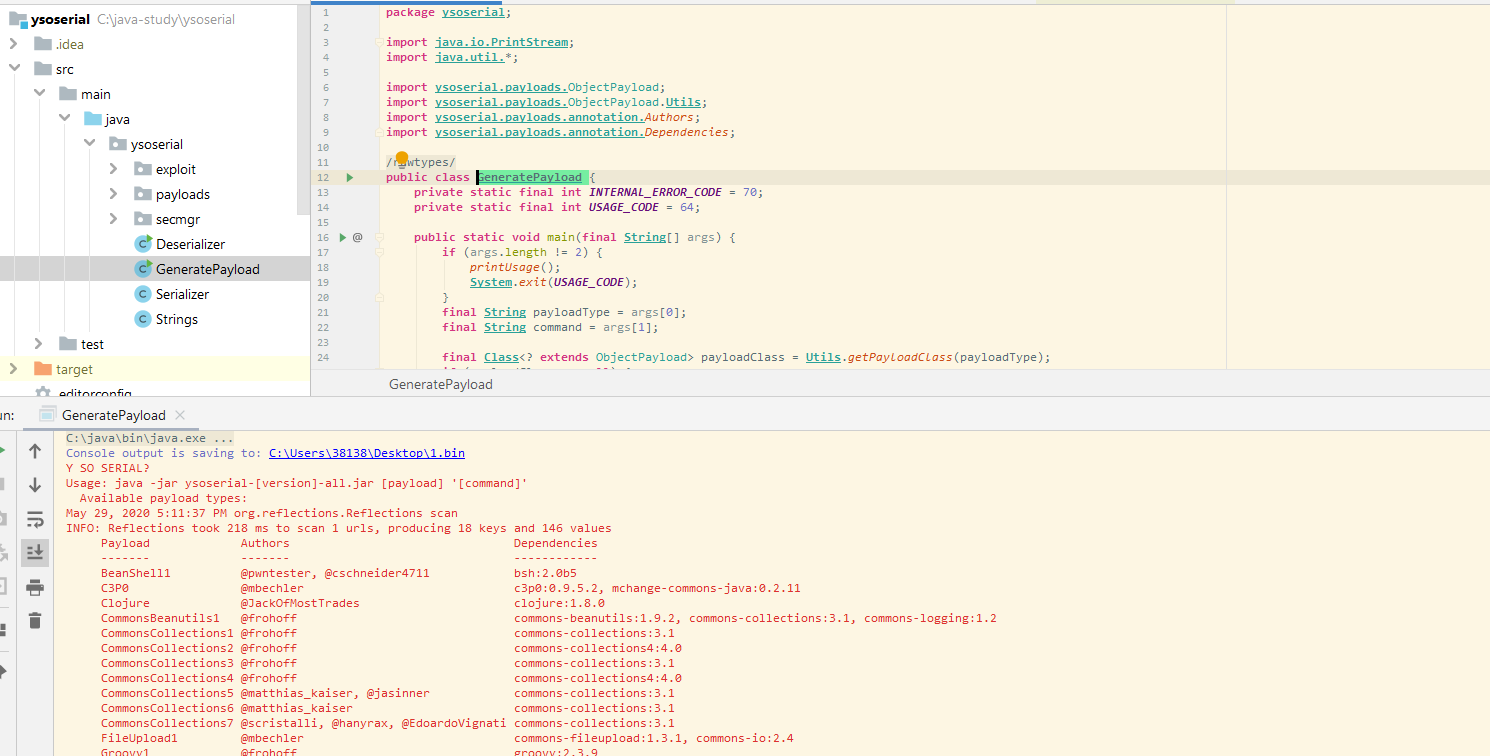 ysoserial C:\java-study\ysoserial
.idea
src
main
java
ysoserial
exploit
payloads
secmgr
Deserializer
GeneratePayload
Serializer
Strings
test
target
.editorconfig
1 package ysoserial;
2
3 import java.io.PrintStream;
4 import java.util.*;
5
6 import ysoserial.payloads.ObjectPayload;
7 import ysoserial.payloads.ObjectPayload.Utils;
8 import ysoserial.payloads.annotation.Authors;
9 import ysoserial.payloads.annotation.Dependencies;
10
11 /rawtypes/
12 public class GeneratePayload {
13 private static final int INTERNAL_ERROR_CODE = 70;
14 private static final int USAGE_CODE = 64;
15
16 @ public static void main(final String[] args) {
17 if (args.length != 2) {
18 printUsage();
19 System.exit(USAGE_CODE);
20 }
21 final String payloadType = args[0];
22 final String command = args[1];
23
24 final Class<? extends ObjectPayload> payloadClass = Utils.getPayloadClass(payloadType);
GeneratePayload
un: GeneratePayload
C:\java\bin\java.exe ...
Console output is saving to: C:\Users\38138\Desktop\1.bin
Y SO SERIAL?
Usage: java -jar ysoserial-[version]-all.jar [payload] '[command]'
Available payload types:
May 29, 2020 5:11:37 PM org.reflections.Reflections scan
INFO: Reflections took 218 ms to scan 1 urls, producing 18 keys and 146 values
Payload Authors Dependencies
------- ------- ------------
BeanShell1 @pwntester, @cschneider4711 bsh:2.0b5
C3P0 @mbechler c3p0:0.9.5.2, mchange-commons-java:0.2.11
Clojure @JackOfMostTrades clojure:1.8.0
CommonsBeanutils1 @frohoff commons-beanutils:1.9.2, commons-collections:3.1, commons-logging:1.2
CommonsCollections1 @frohoff commons-collections:3.1
CommonsCollections2 @frohoff commons-collections4:4.0
CommonsCollections3 @frohoff commons-collections:3.1
CommonsCollections4 @frohoff commons-collections4:4.0
CommonsCollections5 @matthias_kaiser, @jasinner commons-collections:3.1
CommonsCollections6 @matthias_kaiser commons-collections:3.1
CommonsCollections7 @scristalli, @hanyrax, @EdoardoVignati commons-collections:3.1
FileUpload1 @mbechler commons-fileupload:1.3.1, commons-io:2.4
Groovy1 @frohoff groovy:2.3.9